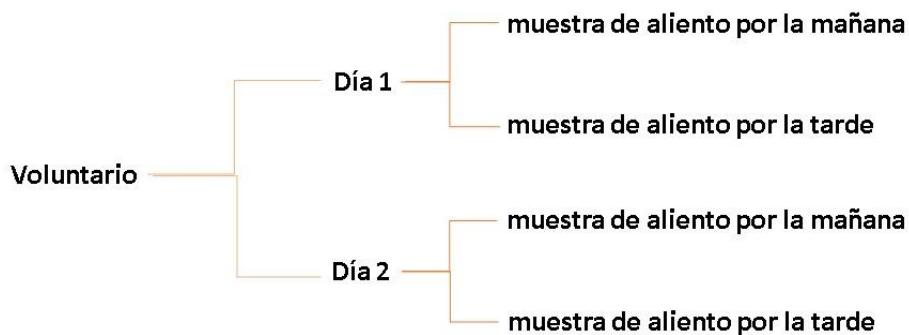 muestra de aliento por la mañana
Día 1
muestra de aliento por la tarde
Voluntario
muestra de aliento por la mañana
Día 2
muestra de aliento por la tarde